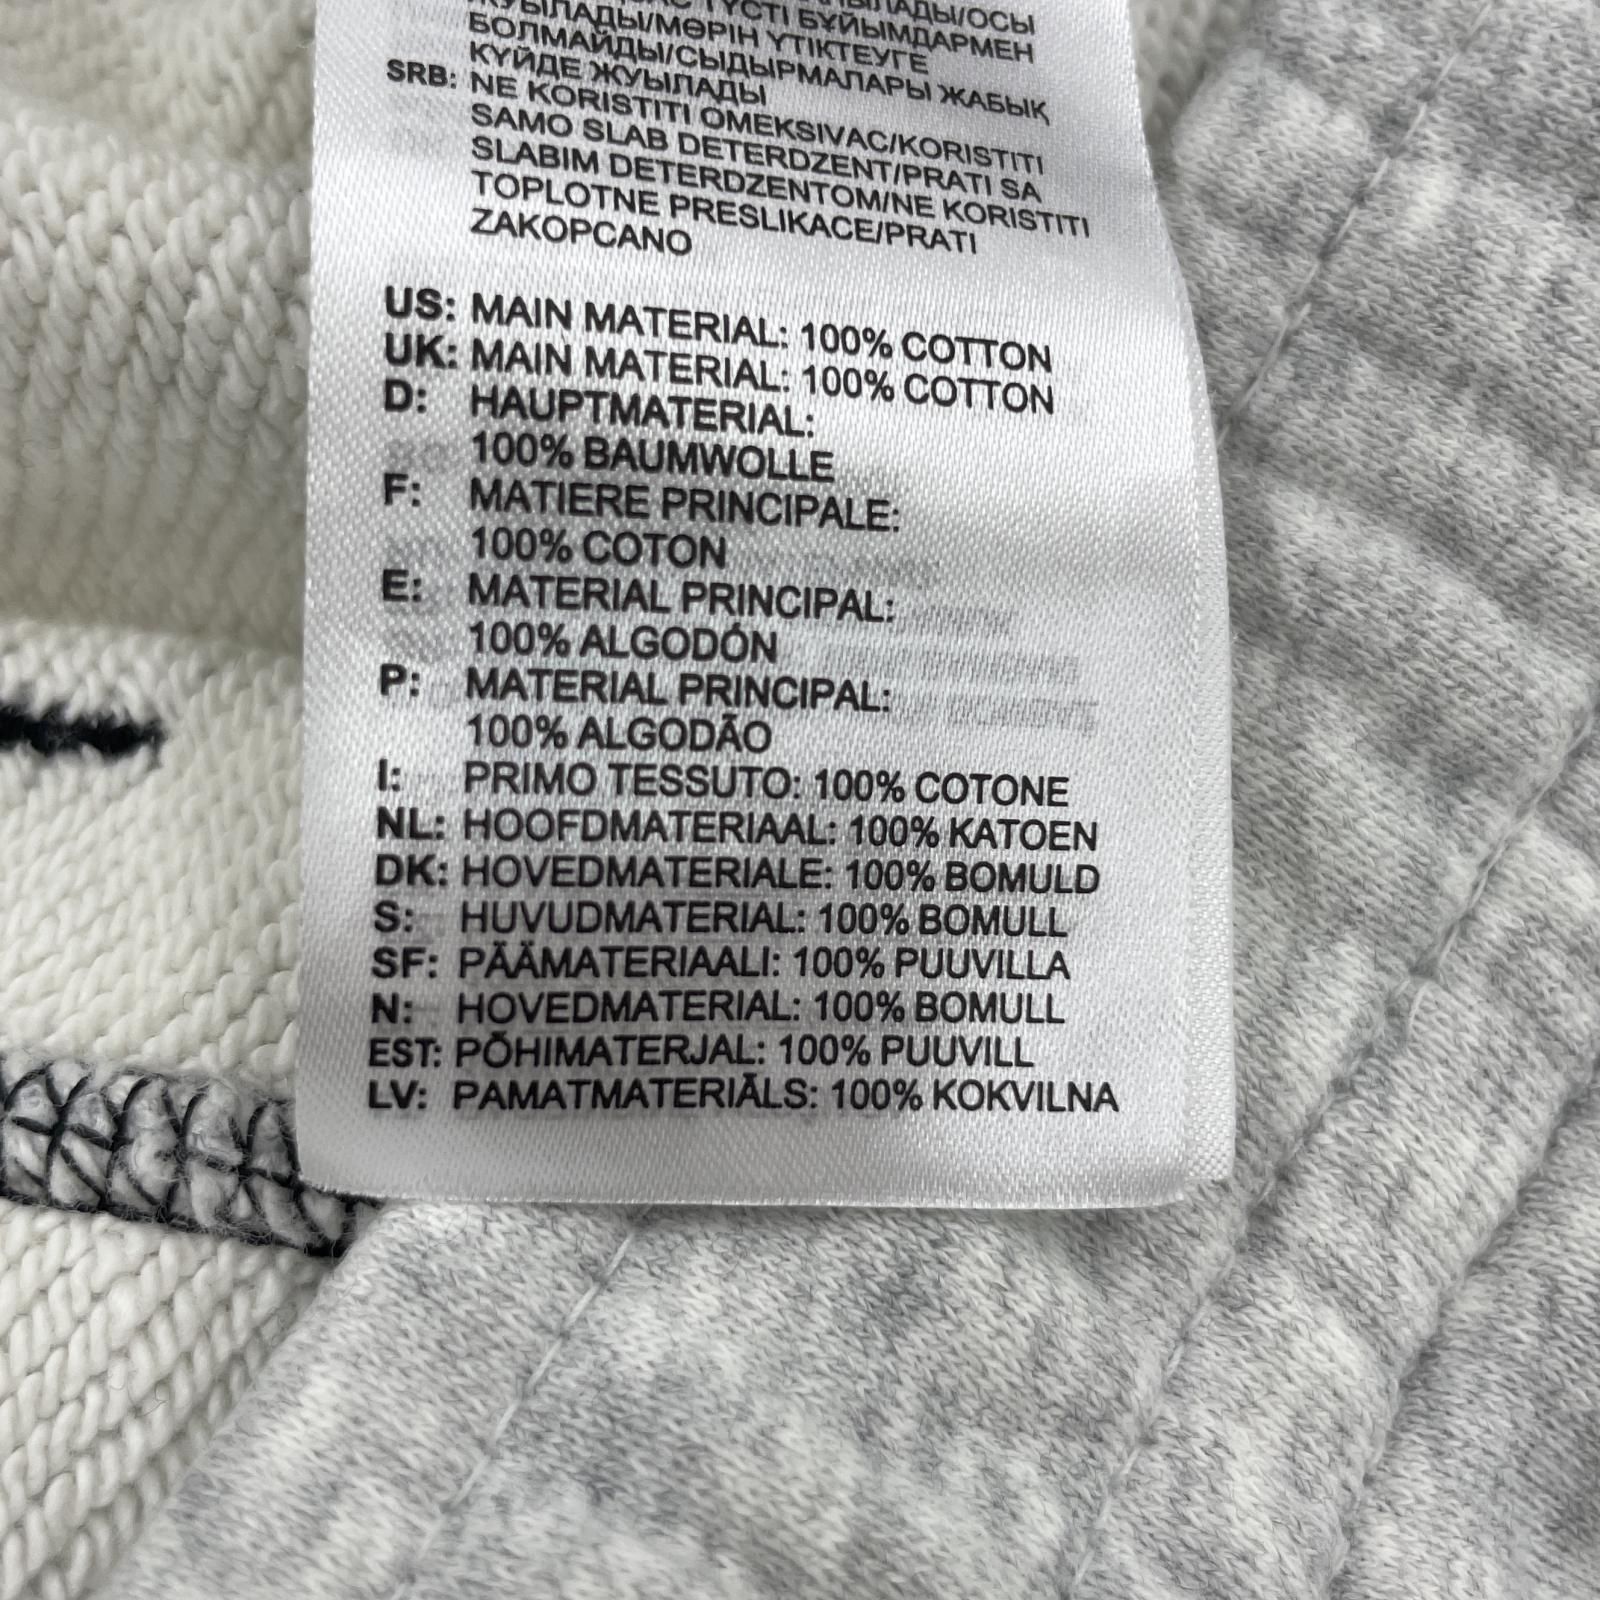 ТҮСТІ БҰЙЫМДАРМЕН
ЖУЫЛАДЫ/МӨРІН ҮТІКТЕУГЕ
БОЛМАЙДЫ/СЫДЫРМАЛАРЫ ЖАБЫҚ
КҮЙДЕ ЖУЫЛАДЫ
SRB: NE KORISTITI OMEKSIVAC/KORISTITI
SAMO SLAB DETERDZENT/PRATI SA
SLABIM DETERDZENTOM/NE KORISTITI
TOPLOTNE PRESLIKACE/PRATI
ZAKOPCANO
US: MAIN MATERIAL: 100% COTTON
UK: MAIN MATERIAL: 100% COTTON
D: HAUPTMATERIAL:
100% BAUMWOLLE
F: MATIERE PRINCIPALE:
100% COTON
E: MATERIAL PRINCIPAL:
100% ALGODÓN
P: MATERIAL PRINCIPAL:
100% ALGODÃO
I: PRIMO TESSUTO: 100% COTONE
NL: HOOFDMATERIAAL: 100% KATOEN
DK: HOVEDMATERIALE: 100% BOMULD
S: HUVUDMATERIAL: 100% BOMULL
SF: PÄÄMATERIAALI: 100% PUUVILLA
N: HOVEDMATERIAL: 100% BOMULL
EST: PÕHIMATERJAL: 100% PUUVILL
LV: PAMATMATERIĀLS: 100% KOKVILNA